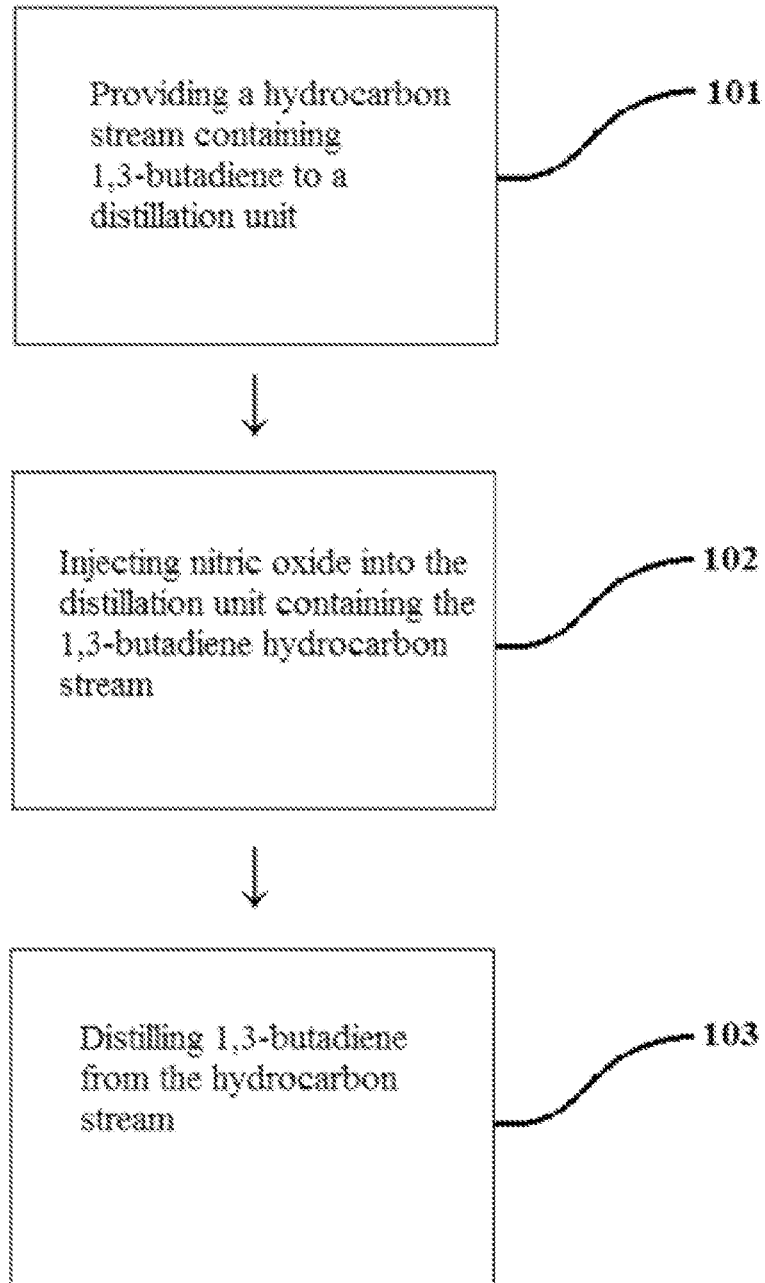 Providing a hydrocarbon
stream containing
1,3-butadiene to a
distillation unit
101
Injecting nitric oxide into the
distillation unit containing the
1,3-butadiene hydrocarbon
stream
102
Distilling 1,3-butadiene
from the hydrocarbon
stream
103